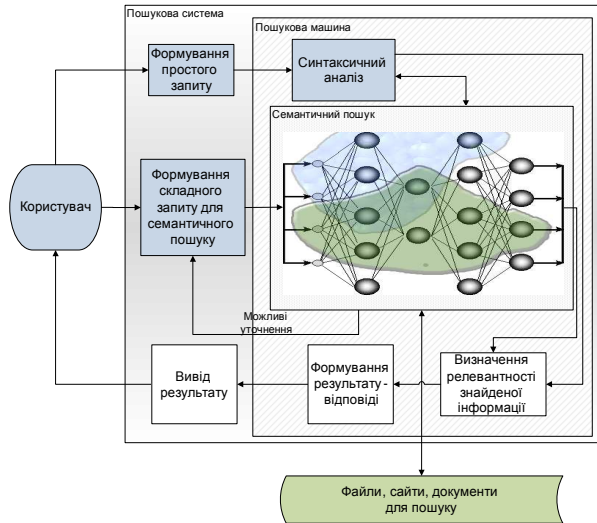 Пошукова система
Пошукова машина
Формування
простого
запиту
Синтаксичний
аналіз
Семантичний пошук
Користувач
Формування
складного
запиту для
семантичного
пошуку
Можливі
уточнення
Вивід
результату
Формування
результату -
відповіді
Визначення
релевантності
знайденої
інформації
Файли, сайти, документи
для пошуку